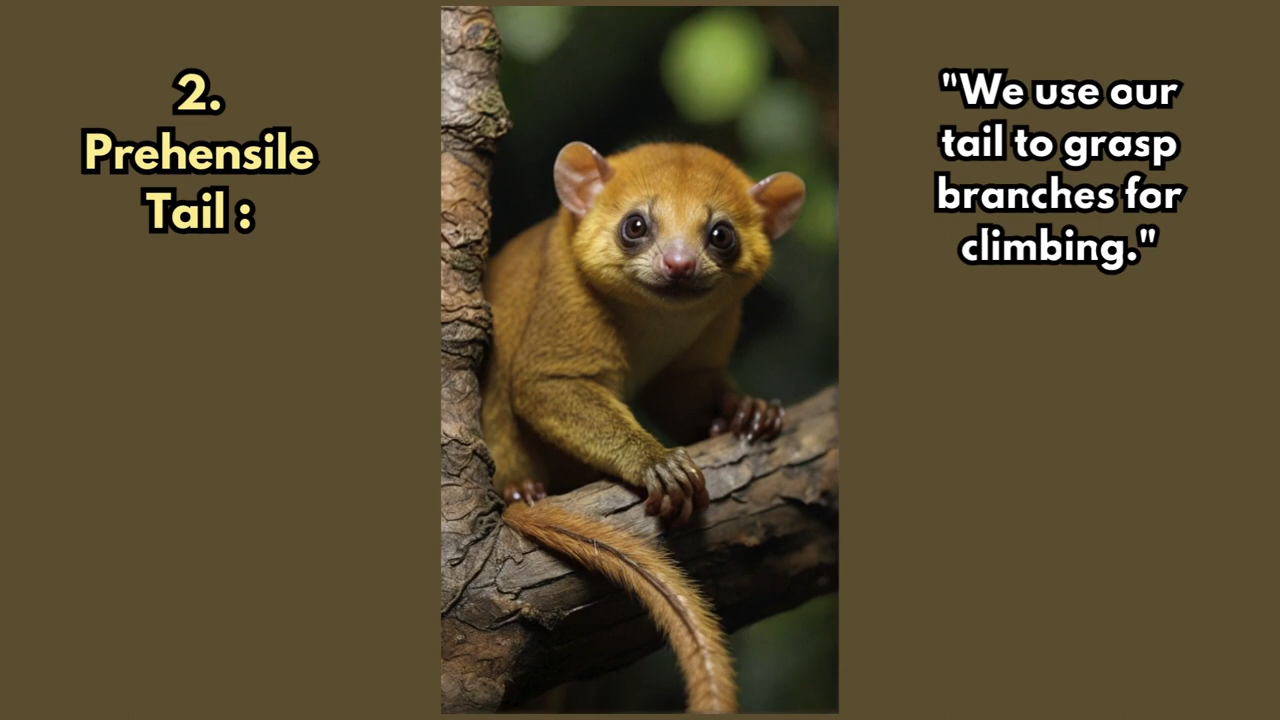 2.
Prehensile
Tail :
"We use our
tail to grasp
branches for
climbing."